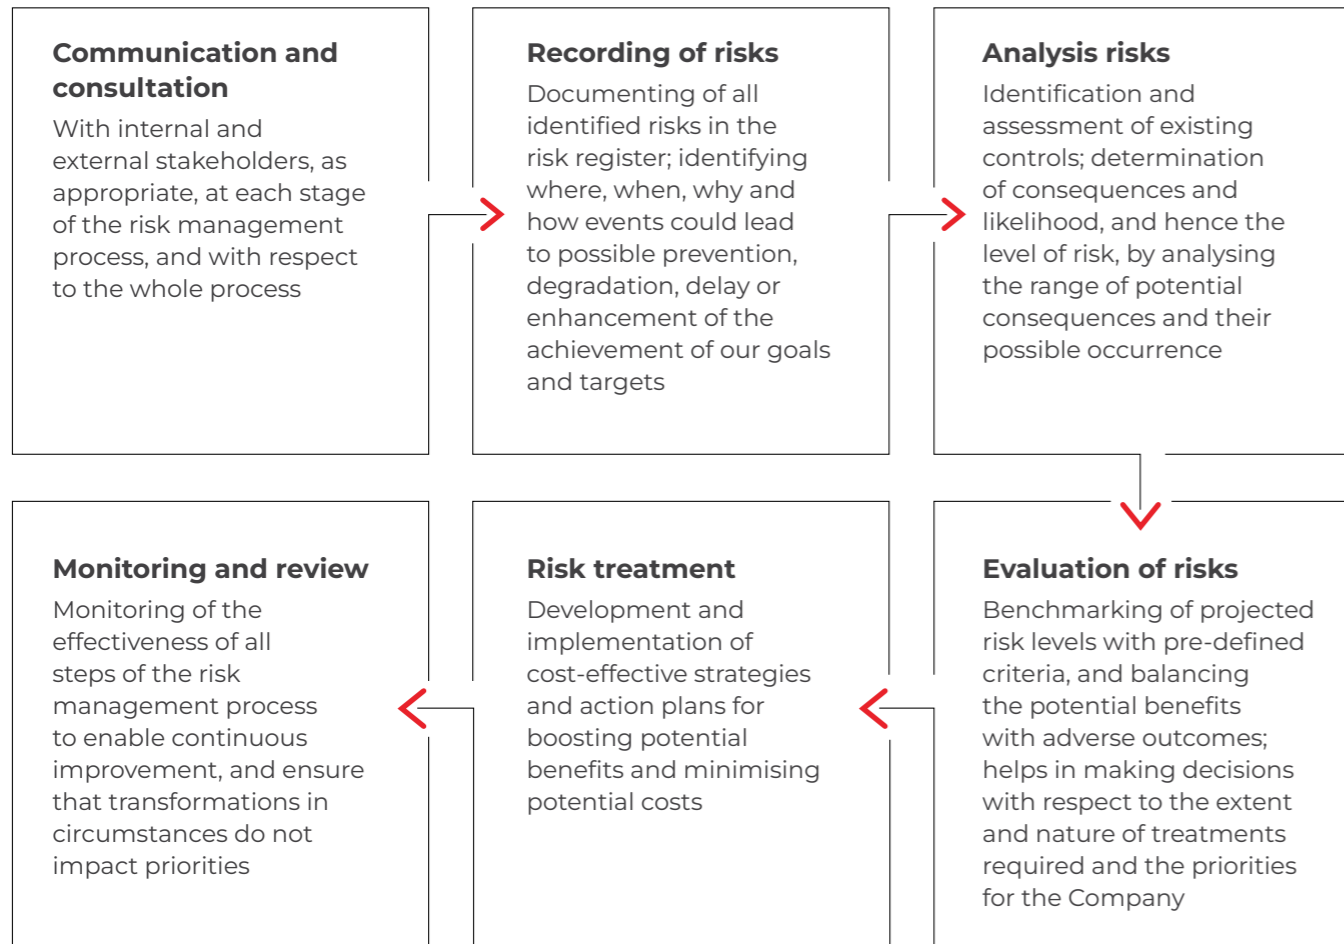 Communication and
consultation
With internal and
external stakeholders, as
appropriate, at each stage
of the risk management
process, and with respect
to the whole process
Recording of risks
Documenting of all
identified risks in the
risk register; identifying
where, when, why and
how events could lead
to possible prevention,
degradation, delay or
enhancement of the
achievement of our goals
and targets
Analysis risks
Identification and
assessment of existing
controls; determination
of consequences and
likelihood, and hence the
level of risk, by analysing
the range of potential
consequences and their
possible occurrence
Evaluation of risks
Benchmarking of projected
risk levels with pre-defined
criteria, and balancing
the potential benefits
with adverse outcomes;
helps in making decisions
with respect to the extent
and nature of treatments
required and the priorities
for the Company
Risk treatment
Development and
implementation of
cost-effective strategies
and action plans for
boosting potential
benefits and minimising
potential costs
Monitoring and review
Monitoring of the
effectiveness of all
steps of the risk
management process
to enable continuous
improvement, and ensure
that transformations in
circumstances do not
impact priorities